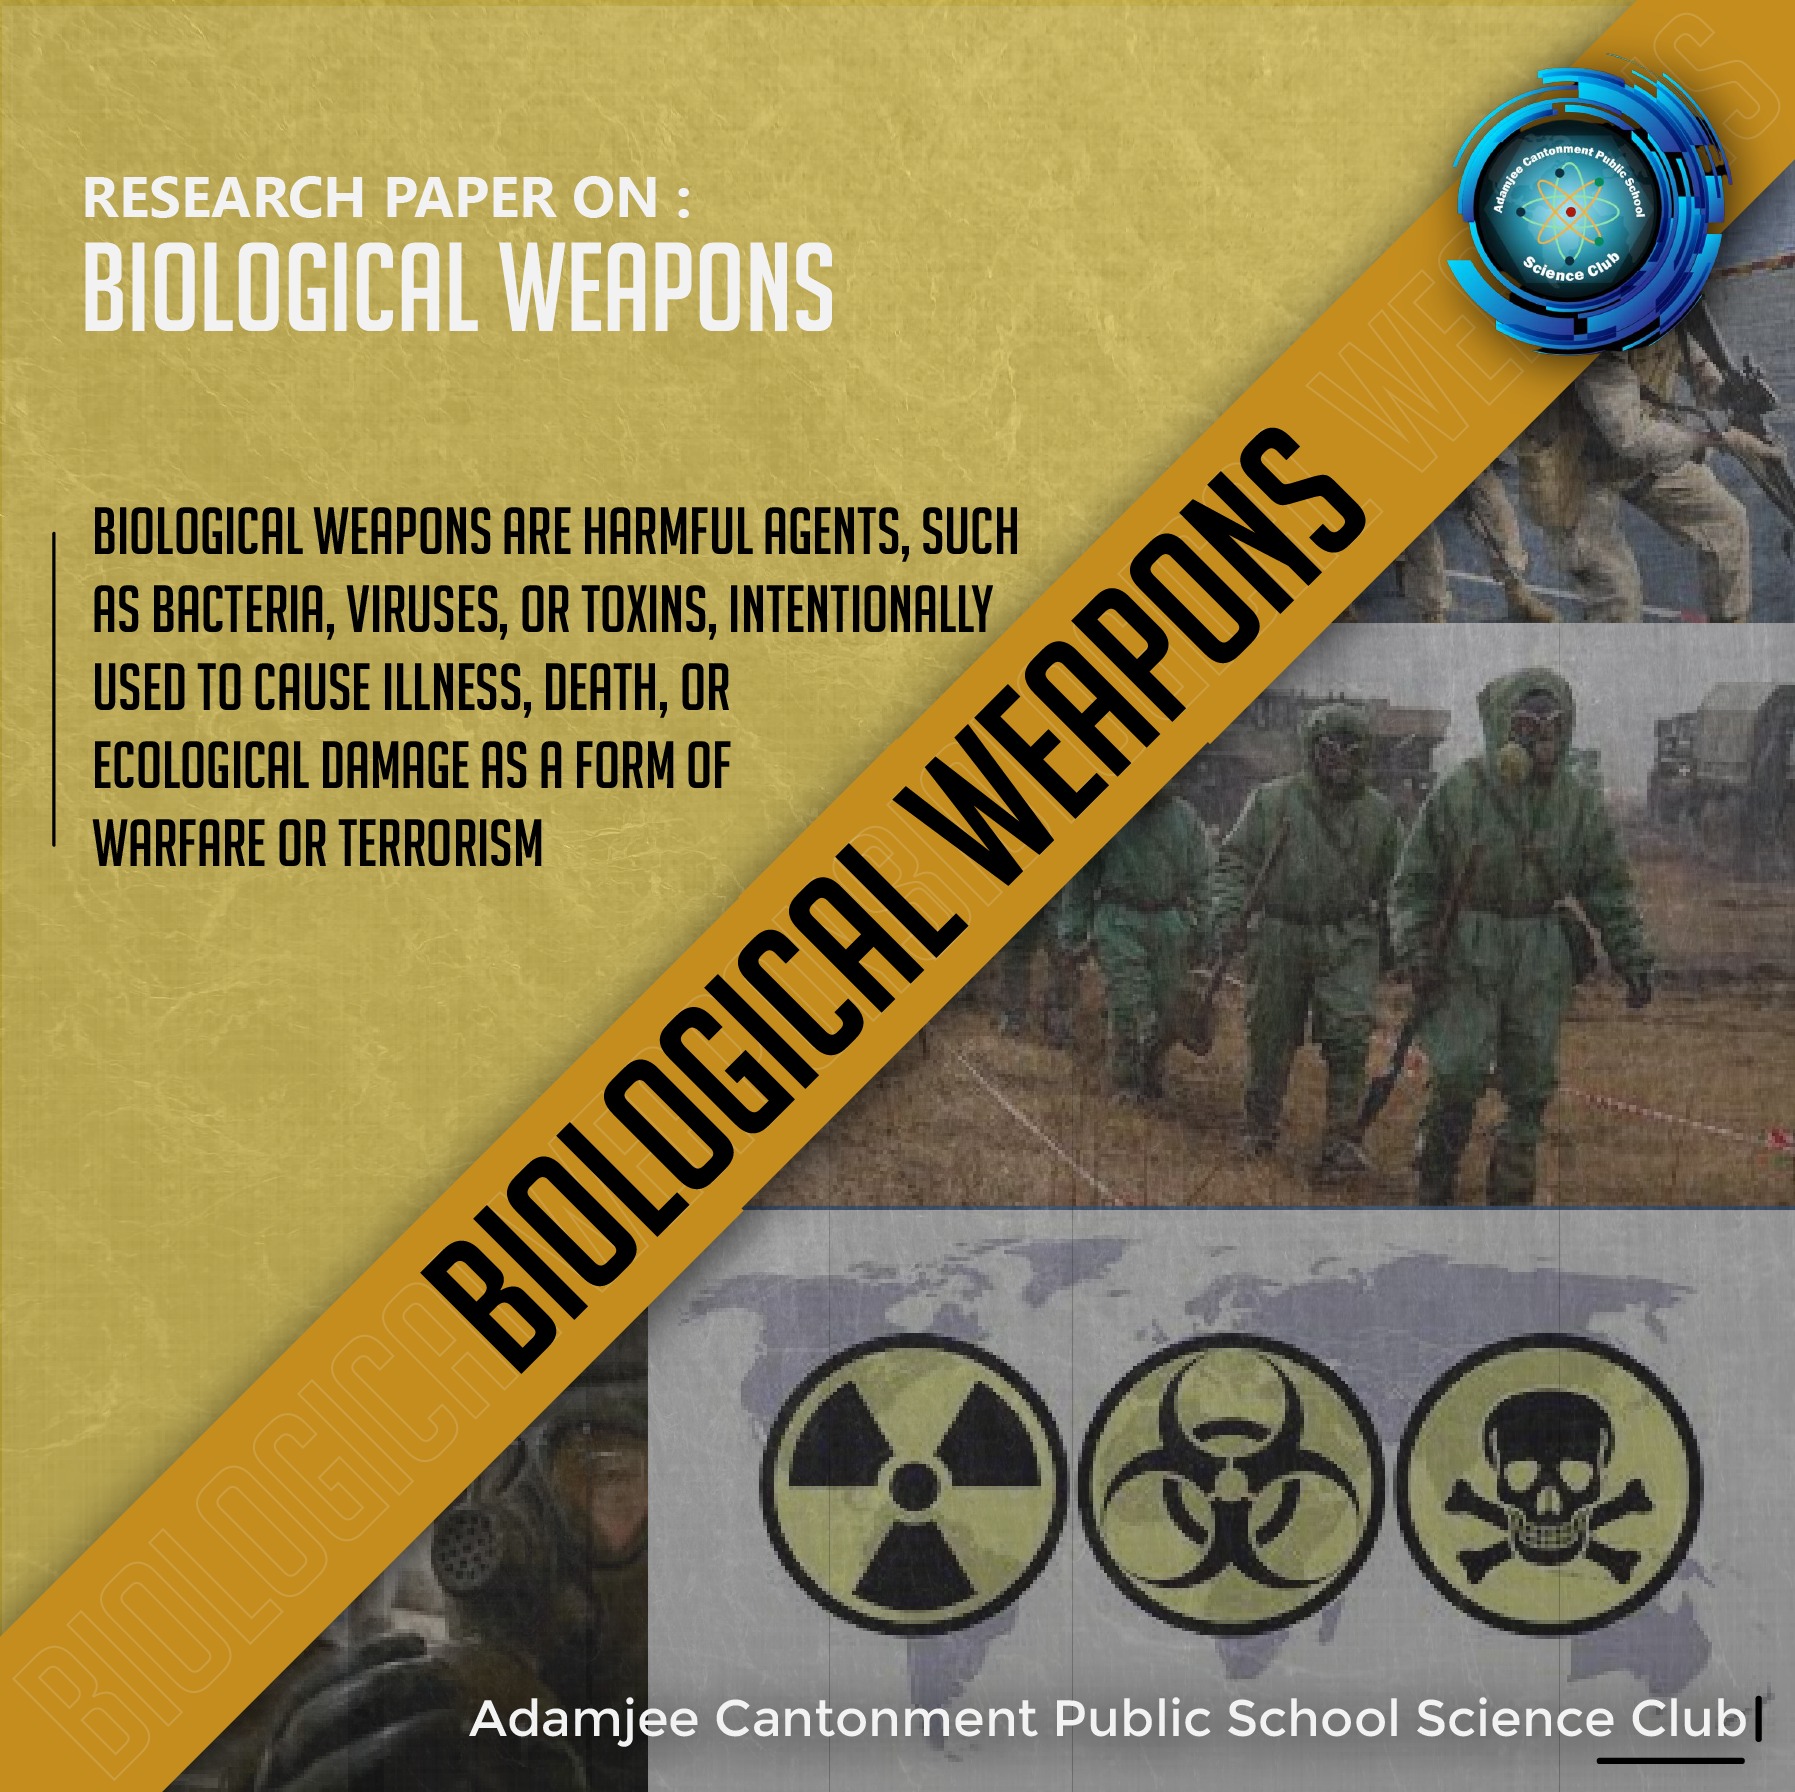 RESEARCH PAPER ON :
BIOLOGICAL WEAPONS
Adamjee Cantonment Public School
Science Club
BIOLOGICAL WEAPONS ARE HARMFUL AGENTS, SUCH
AS BACTERIA, VIRUSES, OR TOXINS, INTENTIONALLY
USED TO CAUSE ILLNESS, DEATH, OR
ECOLOGICAL DAMAGE AS A FORM OF
WARFARE OR TERRORISM
BIOLOGICAL WEAPONS
Adamjee Cantonment Public School Science Club